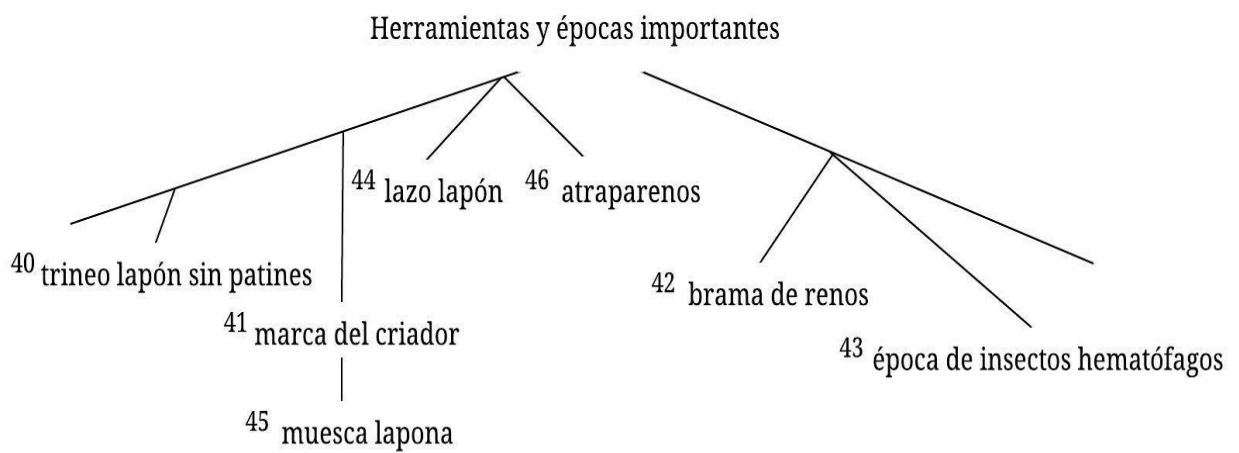 Herramientas y épocas importantes
44 lazo lapón
46 atraparenos
40 trineo lapón sin patines
42 brama de renos
41 marca del criador
43 época de insectos hematófagos
45 muesca lapona